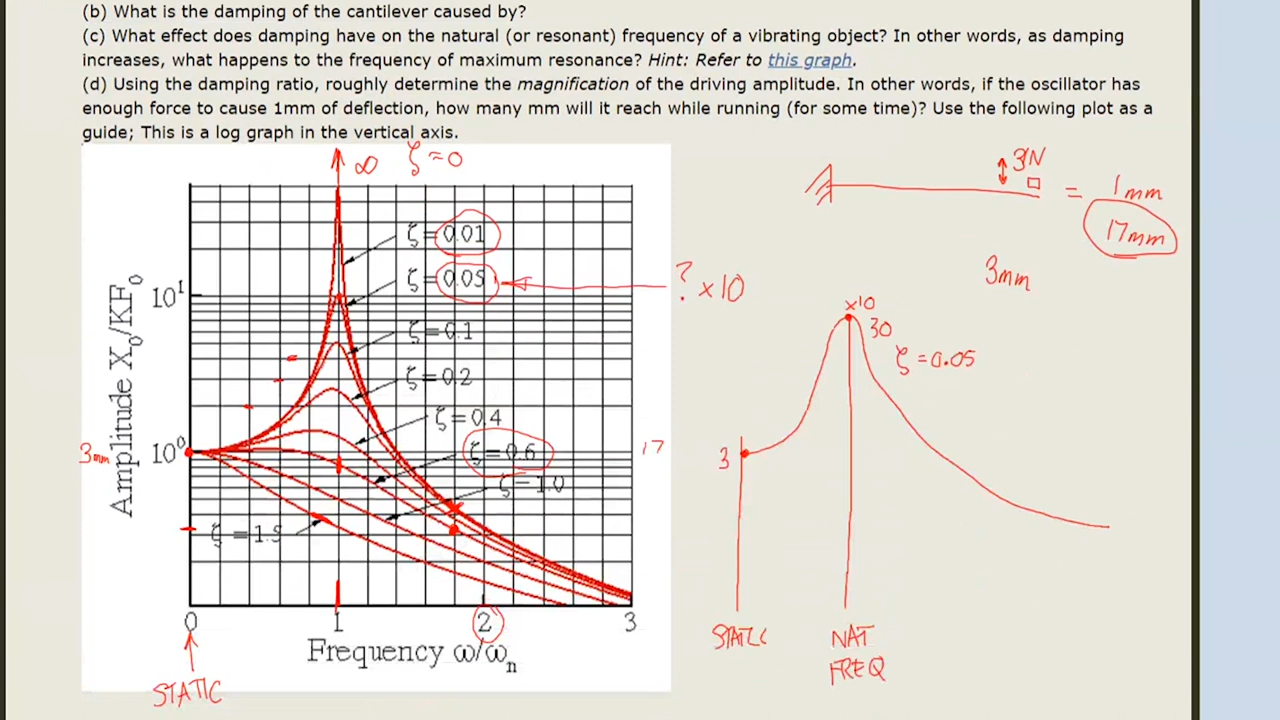 (b) What is the damping of the cantilever caused by?
(c) What effect does damping have on the natural (or resonant) frequency of a vibrating object? In other words, as damping
increases, what happens to the frequency of maximum resonance? Hint: Refer to this graph.
(d) Using the damping ratio, roughly determine the magnification of the driving amplitude. In other words, if the oscillator has
enough force to cause 1mm of deflection, how many mm will it reach while running (for some time)? Use the following plot as a
guide; This is a log graph in the vertical axis.
∞ ζ=0
3N
= 1mm
17mm
3mm
ζ = 0.01
ζ = 0.05
? x10
10¹
ζ = 0.1
ζ = 0.2
ζ = 0.4
ζ = 0.6
ζ = 1.0
ζ = 1.5
3mm
10⁰
17
Amplitude X₀/KF₀
x10
30
ζ = 0.05
3
0
1
2
3
Frequency ω/ωₙ
STATIC
STATIC
NAT
FREQ